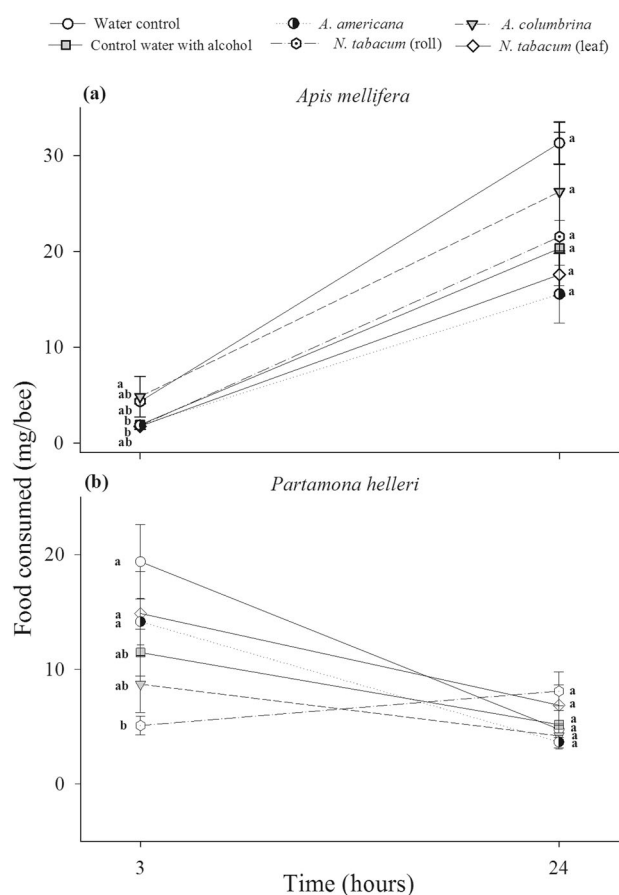 Water control
A. americana
A. columbrina
Control water with alcohol
N. tabacum (roll)
N. tabacum (leaf)
(a)
Apis mellifera
30
20
10
0
a
ab
ab
b
b
ab
a
a
a
a
a
a
Food consumed (mg/bee)
(b)
Partamona helleri
20
10
0
a
a
a
ab
ab
b
a
a
a
a
a
a
3
24
Time (hours)